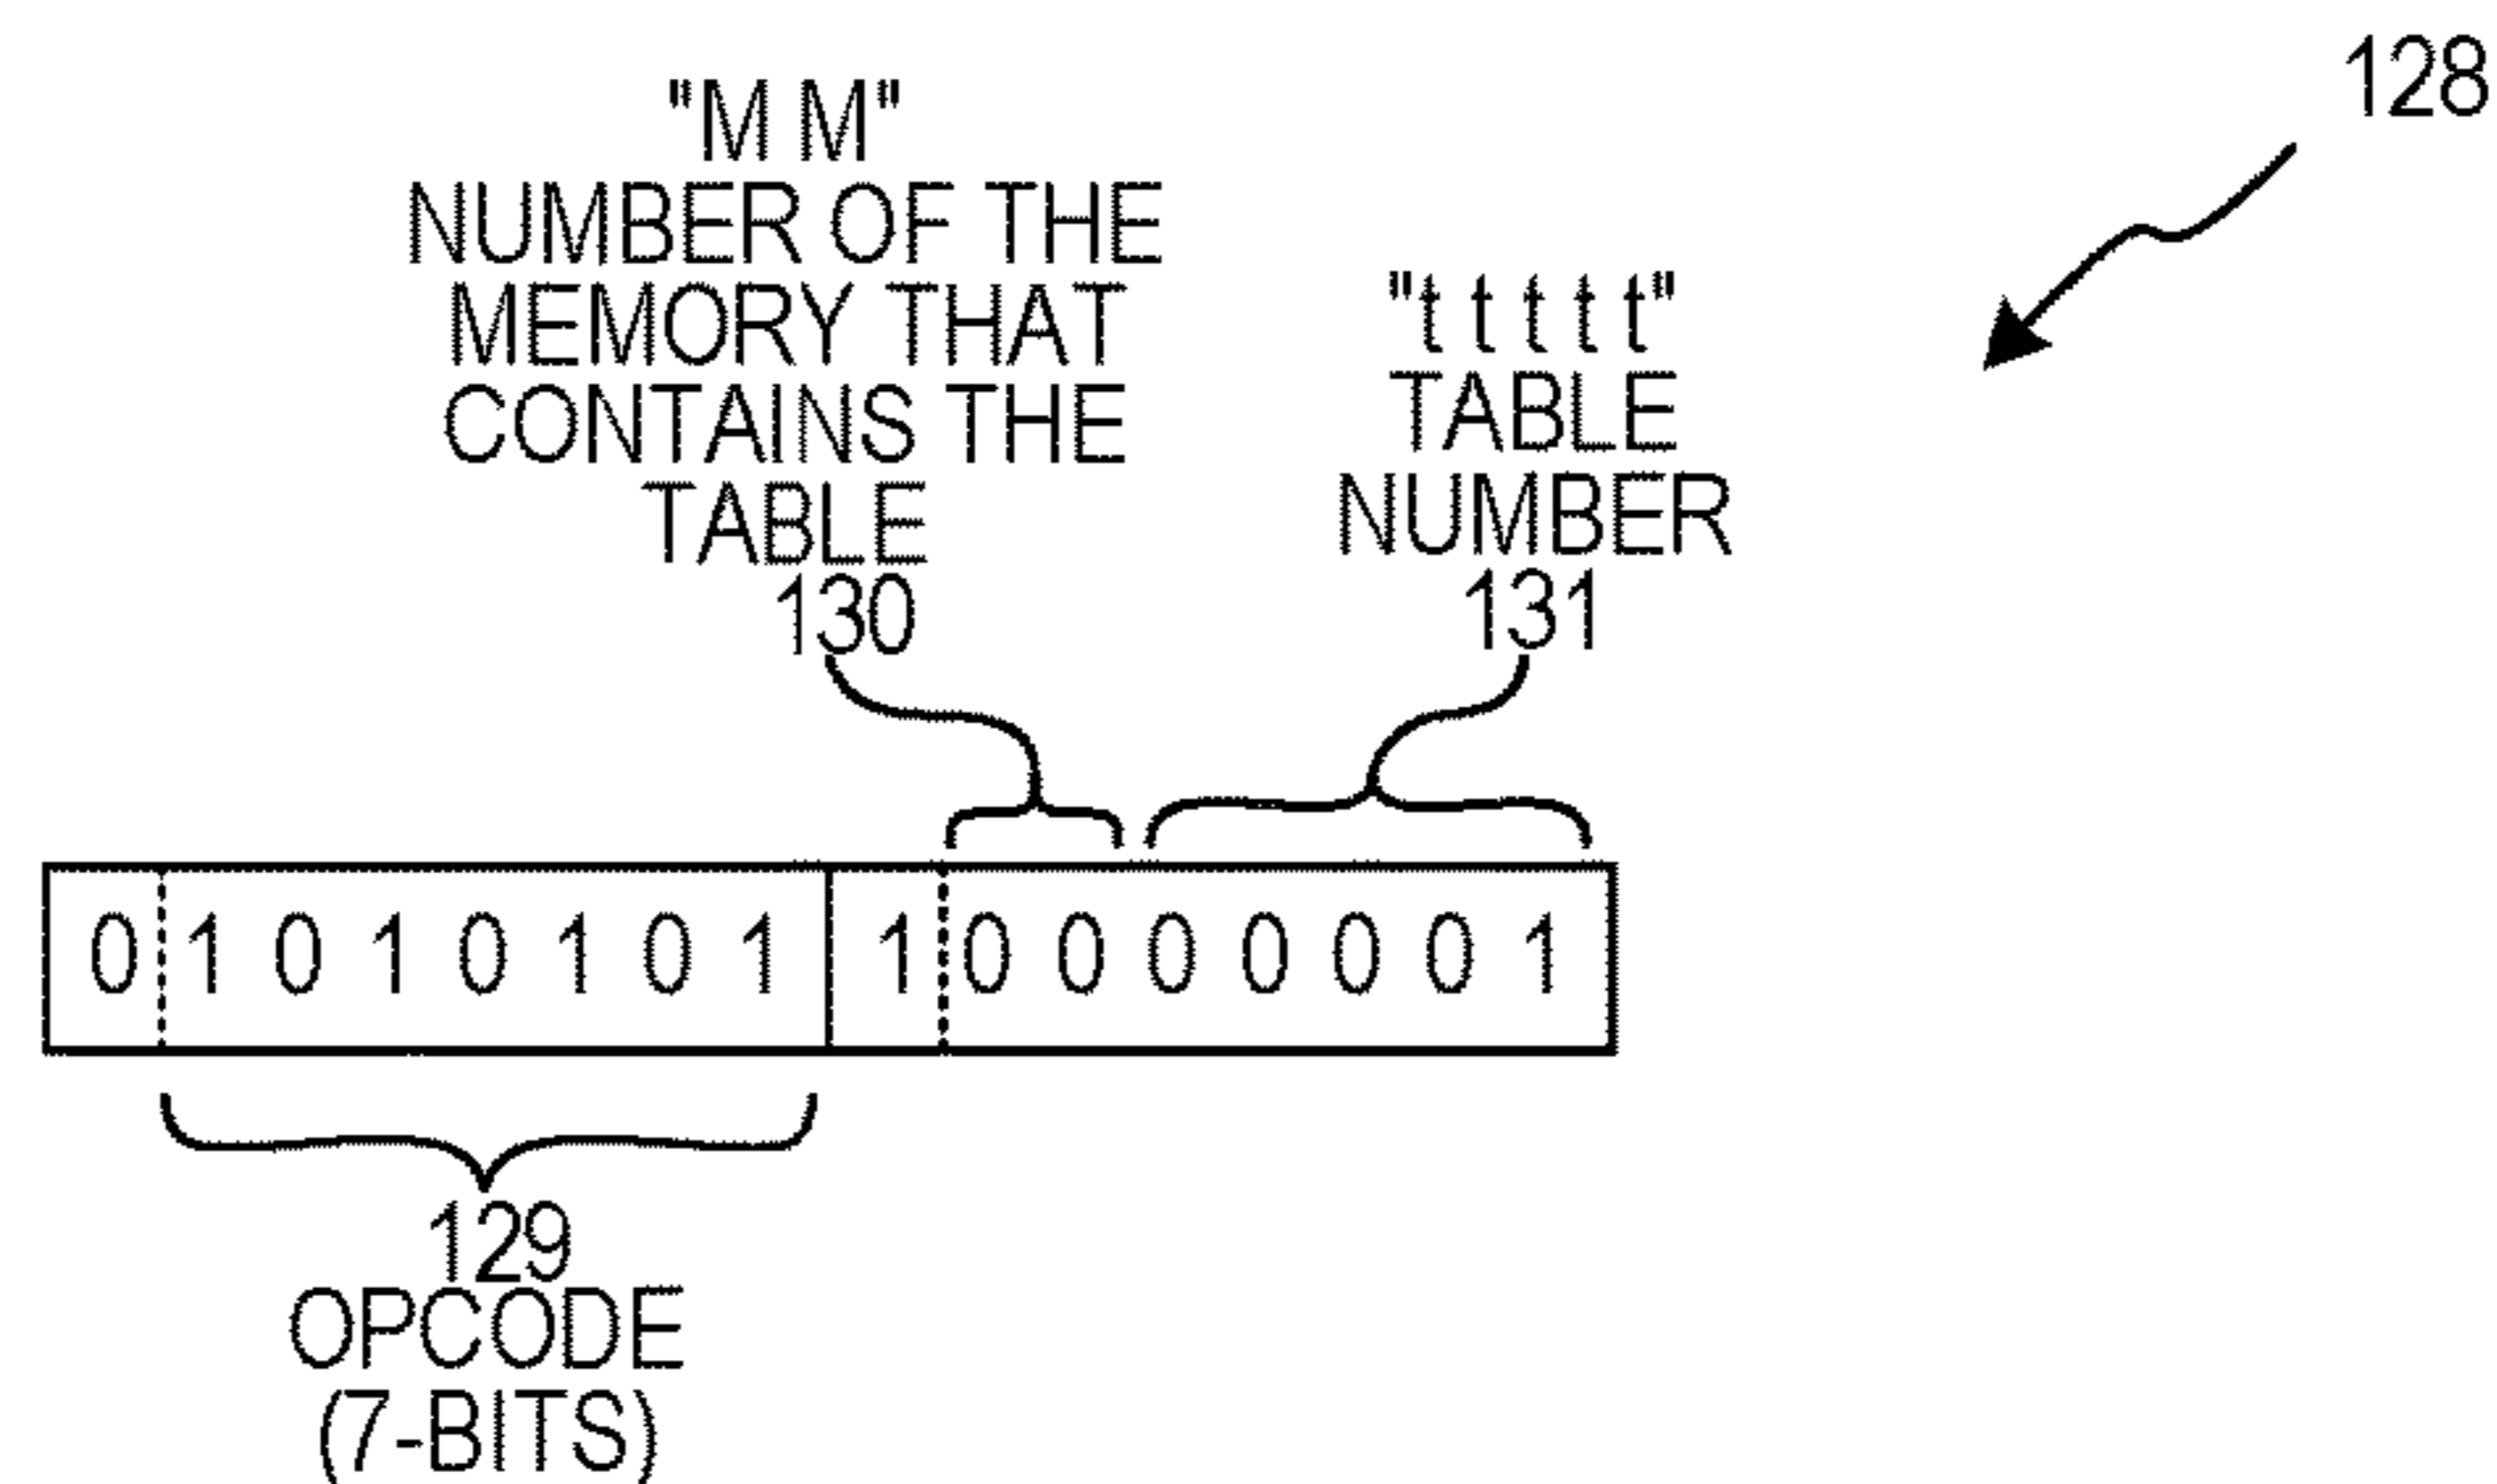 128
"M M"
NUMBER OF THE
MEMORY THAT
CONTAINS THE
TABLE
130
"t t t t t"
TABLE
NUMBER
131
0 1 0 1 0 1 0 1 1 0 0 0 0 0 0 1
129
OPCODE
(7-BITS)